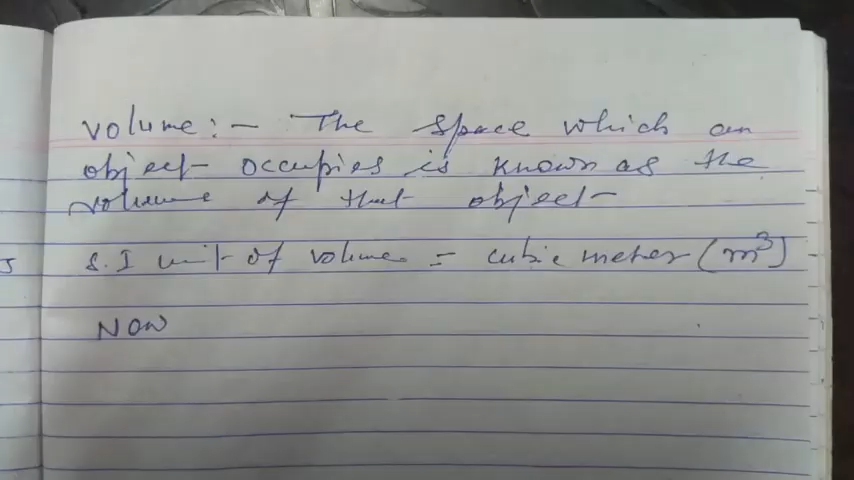 Volume:- The space which an
object occupies is known as the
volume of that object
S.I unit of volume = cubic meter (m³)
NOW